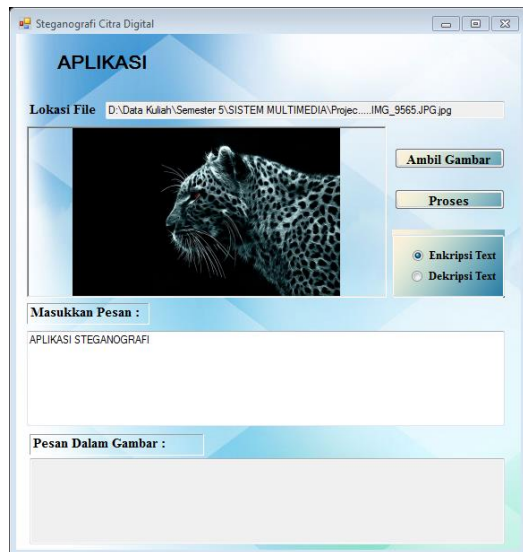 Steganografi Citra Digital
APLIKASI
Lokasi File D:\Data Kuliah\Semester 5\SISTEM MULTIMEDIA\Projec.....IMG_9565.JPG.jpg
Ambil Gambar
Proses
Enkripsi Text
Dekripsi Text
Masukkan Pesan :
APLIKASI STEGANOGRAFI
Pesan Dalam Gambar :